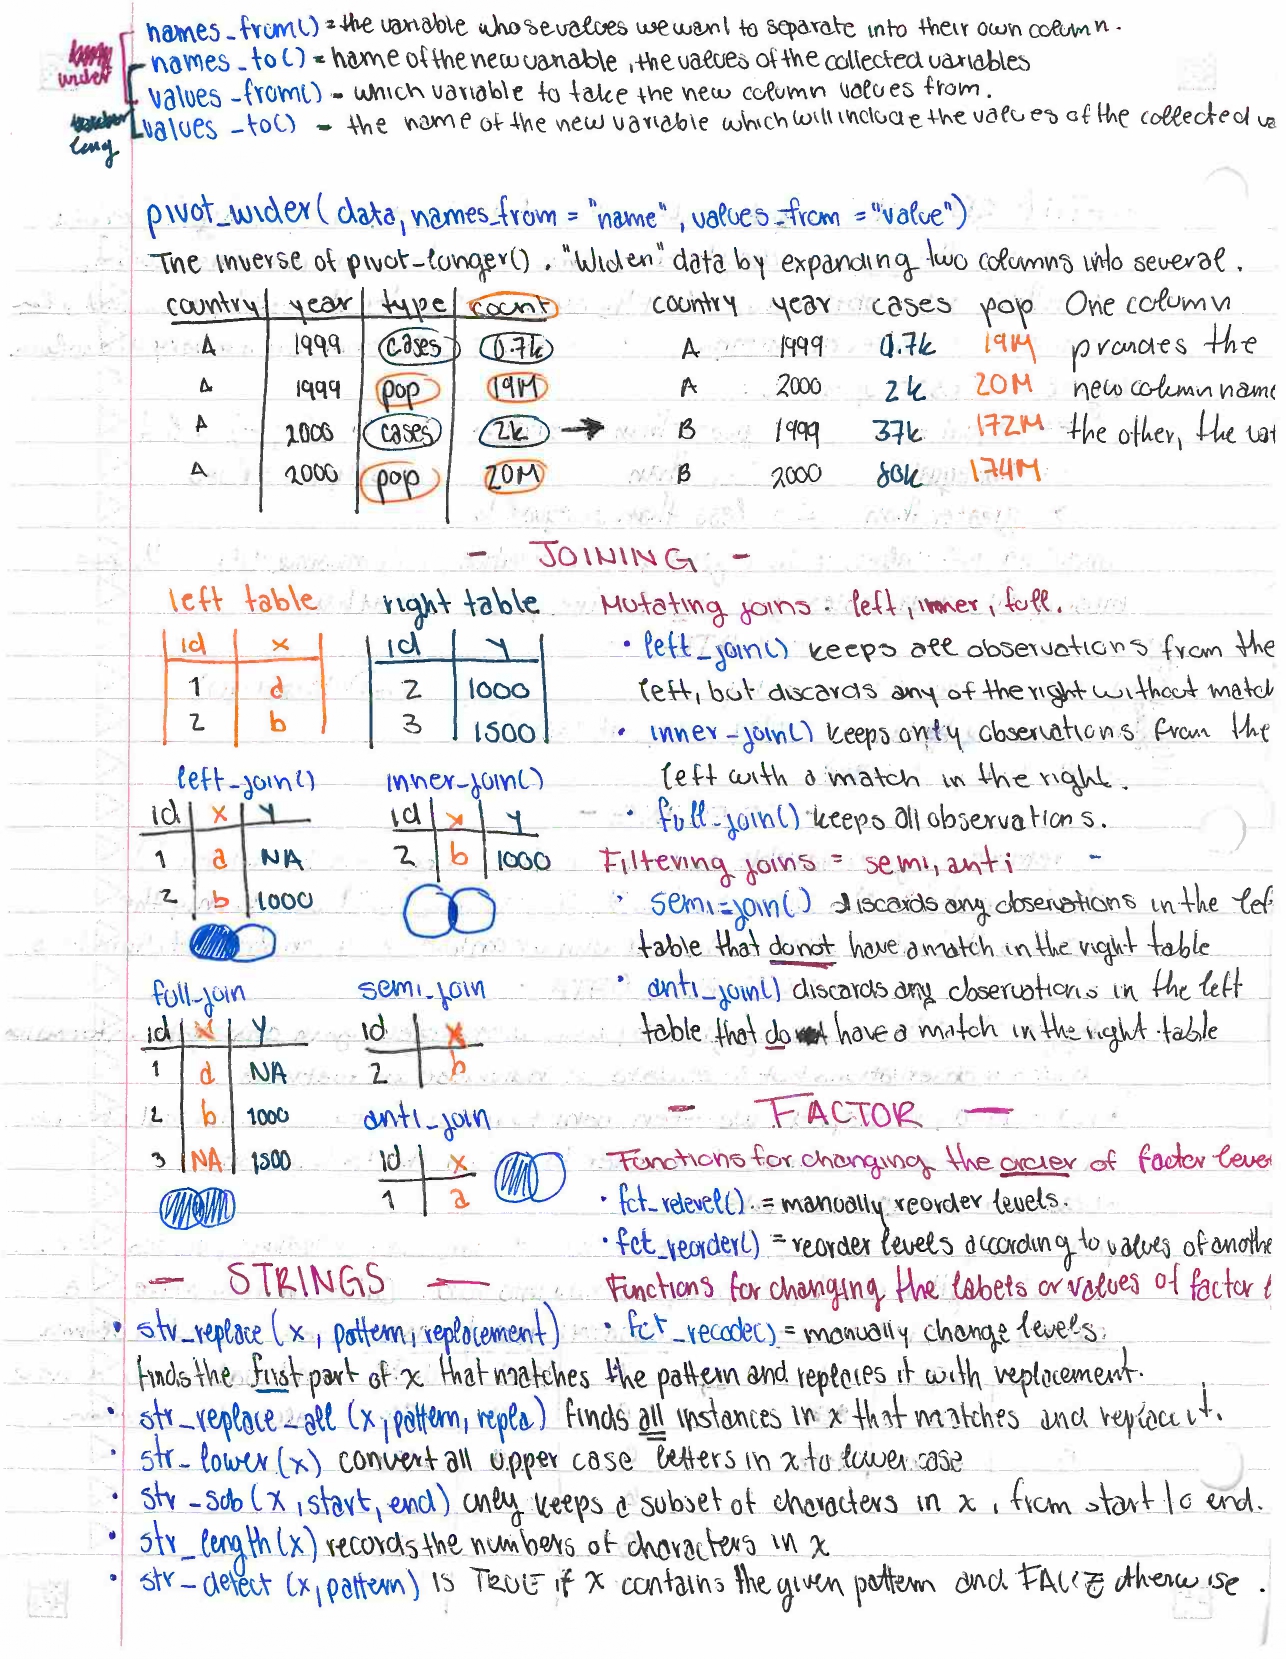 names_from() = the variable whose values we want to separate into their own column.
names_to() = name of the new variable, the values of the collected variables
wider
values_from() - which variable to take the new column values from.
values_to() - the name of the new variable which will include the values of the collected va
long
pivot_wider(data, names_from = "name", values_from = "value")
The inverse of pivot_longer(). "Widen" data by expanding two columns into several.
country year type count
A 1999 cases 0.7k
A 1999 pop 19M
A 2000 cases 2k →
A 2000 pop 20M
country year cases pop
A 1999 0.7k 19M
A 2000 2k 20M
B 1999 37k 172M
B 2000 80k 174M
One column
provides the
new column name
the other, the val
- JOINING -
left table
id x
1 a
2 b
right table
id y
2 1000
3 1500
left_join()
id x y
1 a NA
2 b 1000
inner_join()
id x y
2 b 1000
full_join
id x y
1 a NA
2 b 1000
3 NA 1500
semi_join
id x
2 b
anti_join
id x
1 a
Mutating joins. left, inner, full.
• left_join() keeps all observations from the
left, but discards any of the right without match
• inner_join() keeps only observations from the
left with a match in the right.
• full_join() keeps all observations.
Filtering joins = semi, anti -
• semi_join() discards any observations in the lef
table that do not have a match in the right table
• anti_join() discards any observations in the left
table that do have a match in the right table
- FACTOR -
Functions for changing the order of factor leve
• fct_relevel() = manually reorder levels.
• fct_reorder() = reorder levels according to values of anothe
Functions for changing the labels or values of factor l
• fct_recode() = manually change levels.
- STRINGS -
• str_replace(x, pattern, replacement)
finds the first part of x that matches the pattern and replaces it with replacement.
• str_replace_all (x, pattern, repla) finds all instances in x that matches and replace it.
• str_lower(x) convert all upper case letters in x to lower case
• str_sub(x, start, end) only keeps a subset of characters in x, from start to end.
• str_length(x) records the numbers of characters in x
• str_detect (x, pattern) is TRUE if x contains the given pattern and FALSE otherwise.